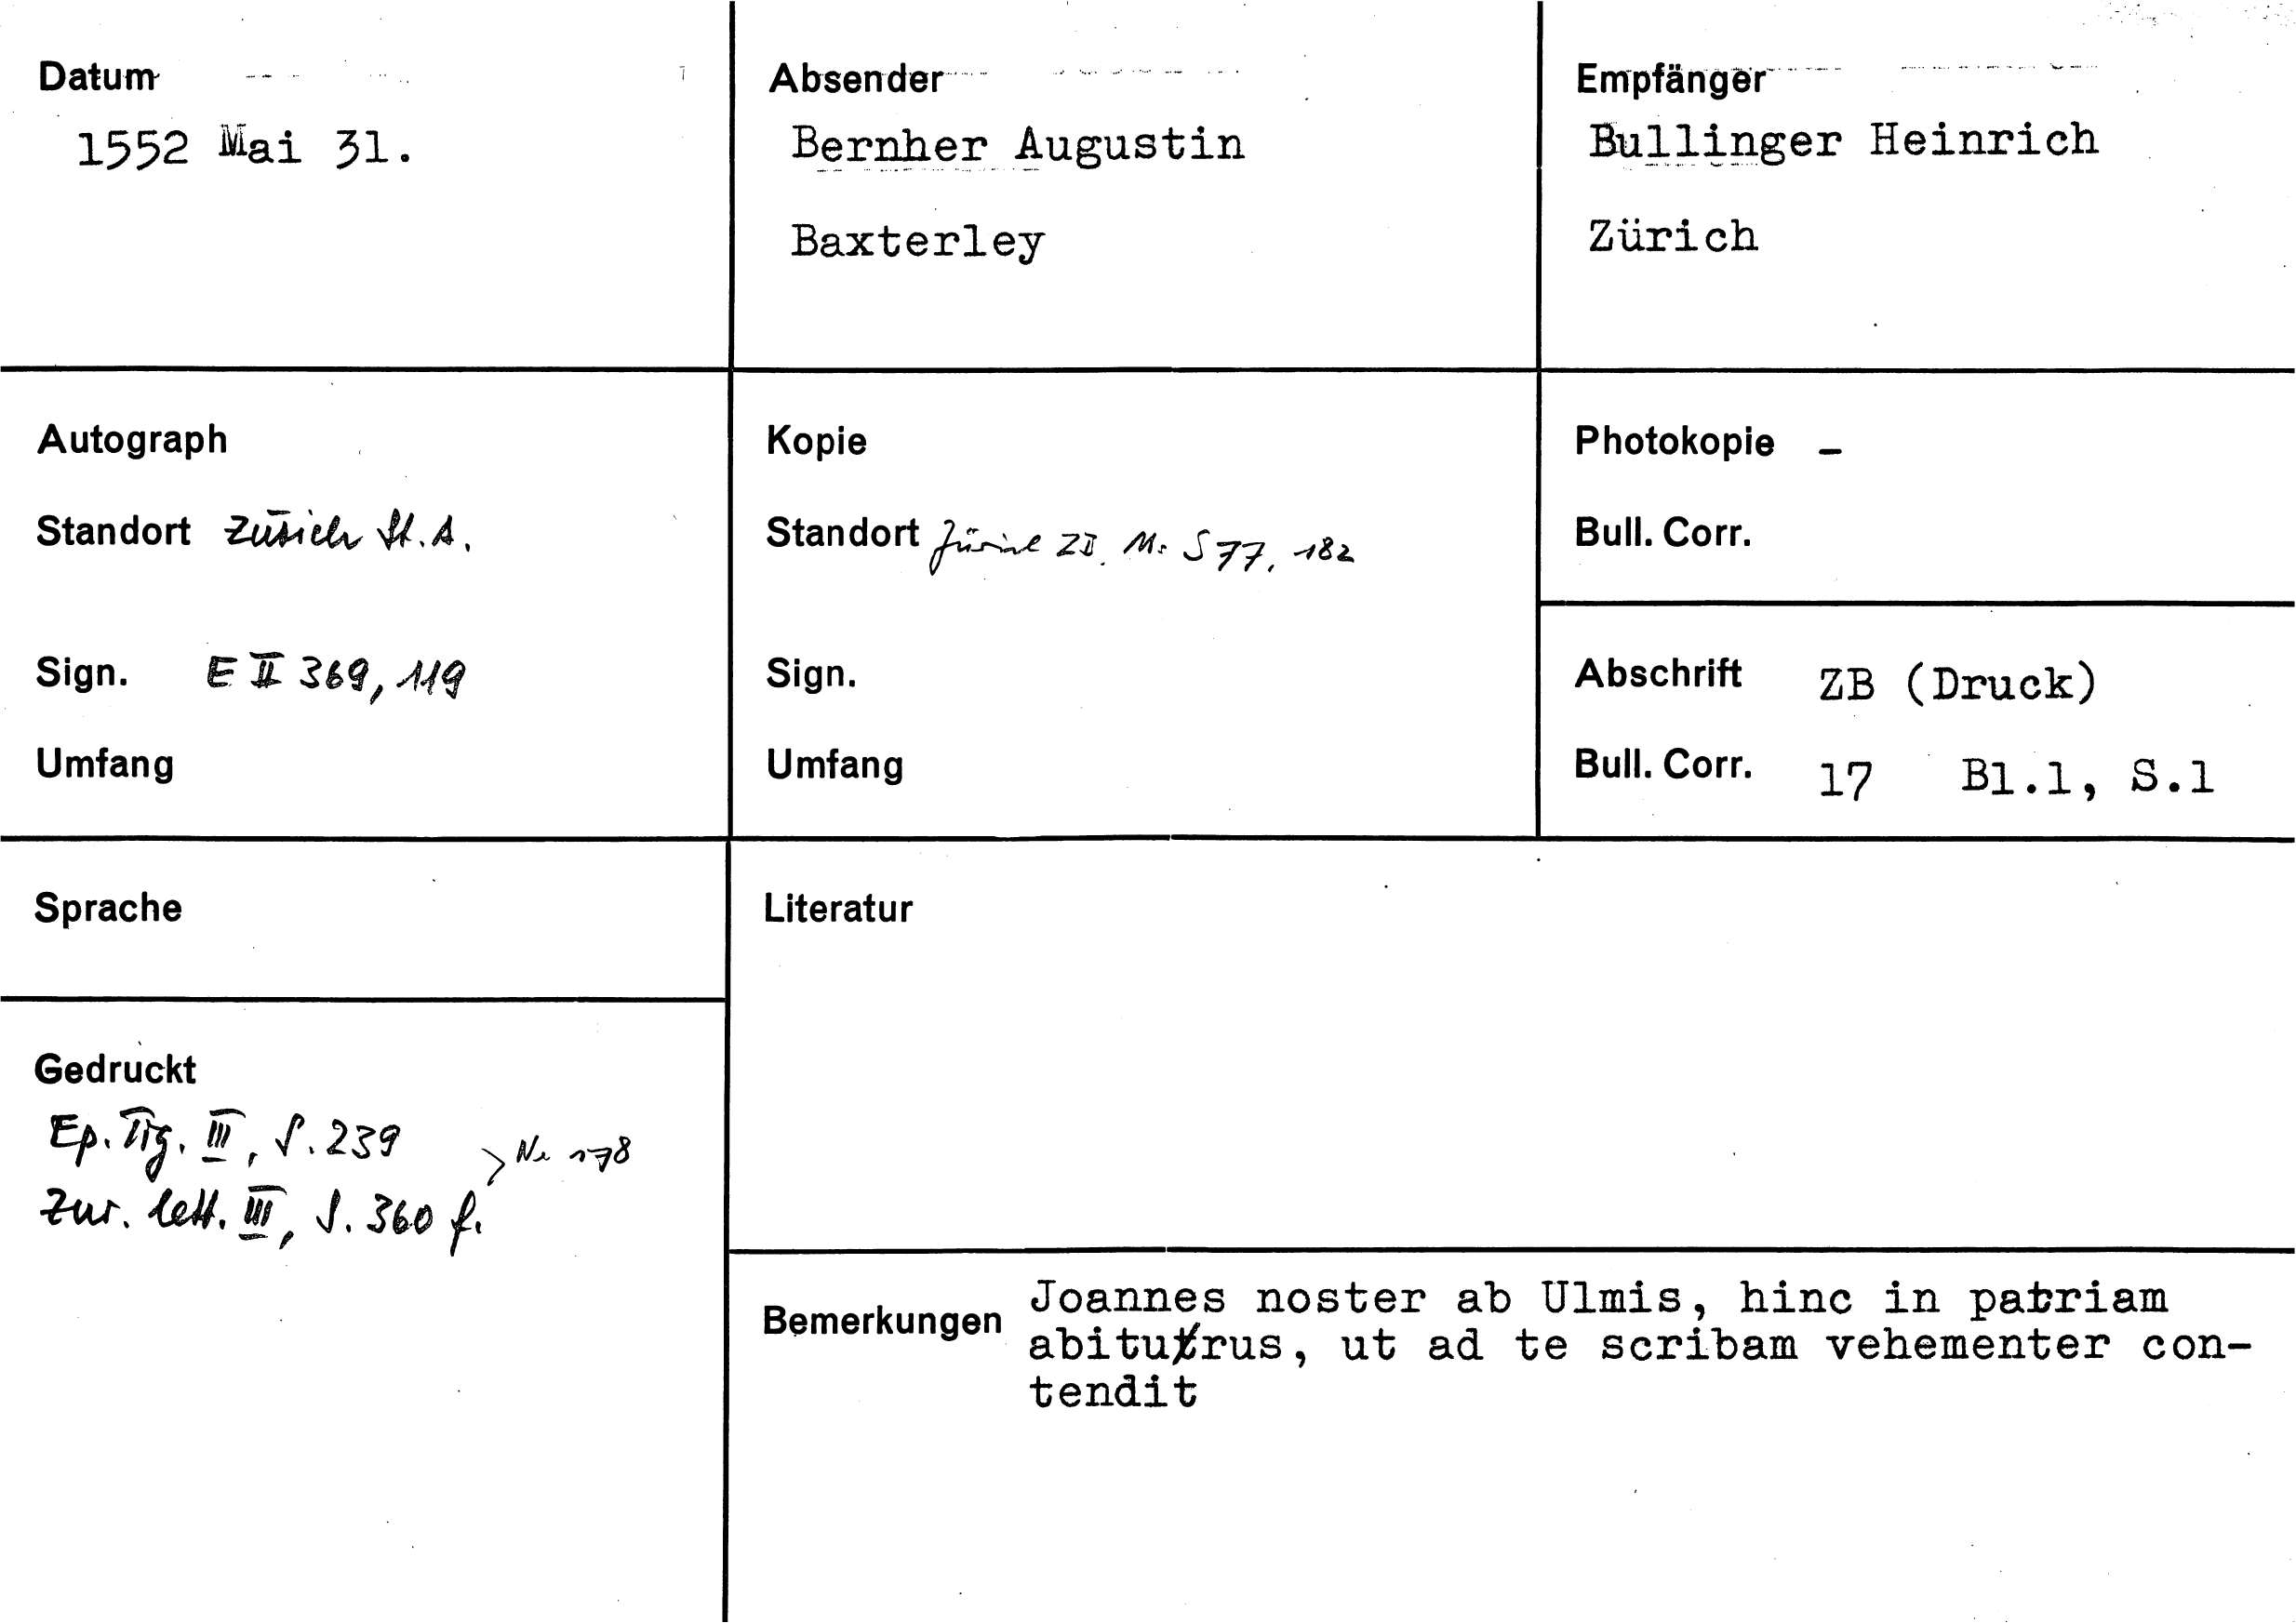 Datum
1552 Mai 31.
Absender
Bernher Augustin
Baxterley
Empfänger
Bullinger Heinrich
Zürich
Autograph
Standort Zürich St.A.
Sign. E II 369, 119
Umfang
Kopie
Standort Zürich ZB. Ms S 77, 182
Sign.
Umfang
Photokopie -
Bull. Corr.
Abschrift ZB (Druck)
Bull. Corr. 17 Bl.1, S.1
Sprache
Literatur
Gedruckt
Ep. Tig. III, S. 239
> Nr 178
Zur. lett. III, S. 360 f.
Bemerkungen Joannes noster ab Ulmis, hinc in patriam
abiturus, ut ad te scribam vehementer con-
tendit